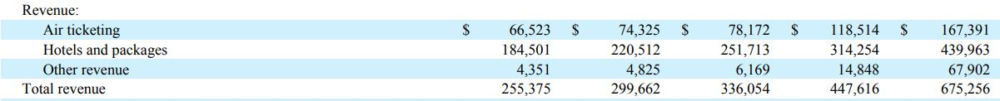 Revenue:
Air ticketing $ 66,523 $ 74,325 $ 78,172 $ 118,514 $ 167,391
Hotels and packages 184,501 220,512 251,713 314,254 439,963
Other revenue 4,351 4,825 6,169 14,848 67,902
Total revenue 255,375 299,662 336,054 447,616 675,256